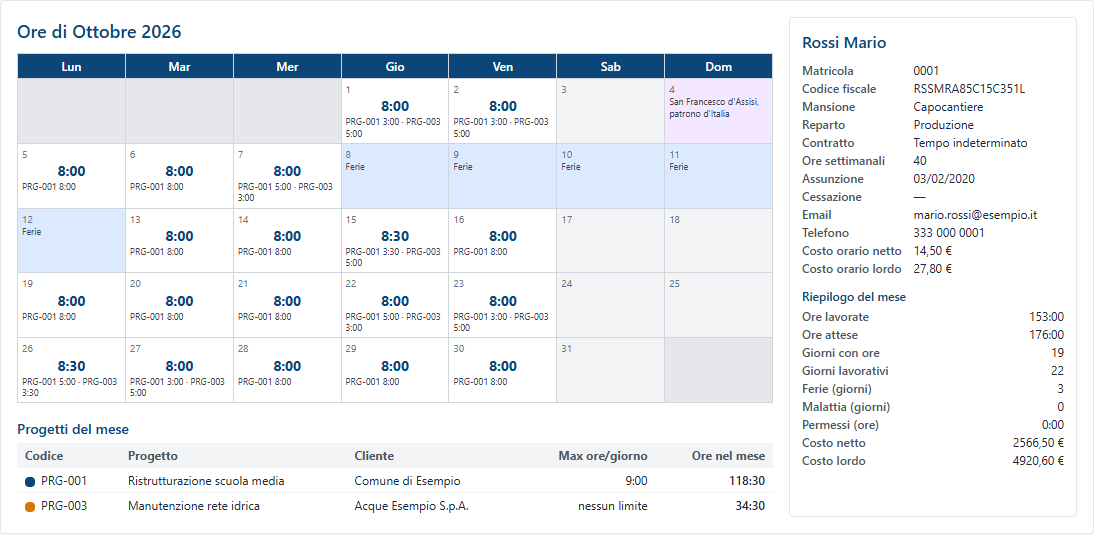 Ore di Ottobre 2026
Lun Mar Mer Gio Ven Sab Dom
1
8:00
PRG-001 3:00 · PRG-003
5:00
2
8:00
PRG-001 3:00 · PRG-003
5:00
3
4
San Francesco d'Assisi,
patrono d'Italia
5
8:00
PRG-001 8:00
6
8:00
PRG-001 8:00
7
8:00
PRG-001 5:00 · PRG-003
3:00
8
Ferie
9
Ferie
10
Ferie
11
Ferie
12
Ferie
13
8:00
PRG-001 8:00
14
8:00
PRG-001 8:00
15
8:30
PRG-001 3:30 · PRG-003
5:00
16
8:00
PRG-001 8:00
17
18
19
8:00
PRG-001 8:00
20
8:00
PRG-001 8:00
21
8:00
PRG-001 8:00
22
8:00
PRG-001 5:00 · PRG-003
3:00
23
8:00
PRG-001 3:00 · PRG-003
5:00
24
25
26
8:30
PRG-001 5:00 · PRG-003
3:30
27
8:00
PRG-001 3:00 · PRG-003
5:00
28
8:00
PRG-001 8:00
29
8:00
PRG-001 8:00
30
8:00
PRG-001 8:00
31
Progetti del mese
Codice Progetto Cliente Max ore/giorno Ore nel mese
PRG-001 Ristrutturazione scuola media Comune di Esempio 9:00 118:30
PRG-003 Manutenzione rete idrica Acque Esempio S.p.A. nessun limite 34:30
Rossi Mario
Matricola 0001
Codice fiscale RSSMRA85C15C351L
Mansione Capocantiere
Reparto Produzione
Contratto Tempo indeterminato
Ore settimanali 40
Assunzione 03/02/2020
Cessazione —
Email mario.rossi@esempio.it
Telefono 333 000 0001
Costo orario netto 14,50 €
Costo orario lordo 27,80 €
Riepilogo del mese
Ore lavorate 153:00
Ore attese 176:00
Giorni con ore 19
Giorni lavorativi 22
Ferie (giorni) 3
Malattia (giorni) 0
Permessi (ore) 0:00
Costo netto 2566,50 €
Costo lordo 4920,60 €